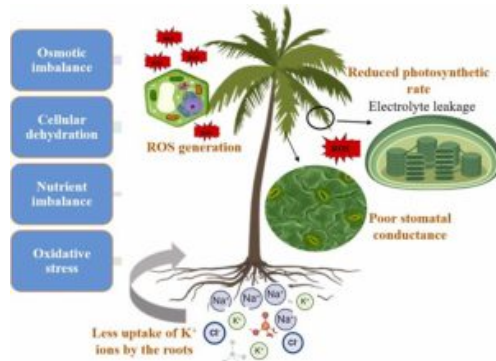 Osmotic
imbalance
Cellular
dehydration
Nutrient
imbalance
Oxidative
stress
ROS generation
Reduced photosynthetic
rate
Electrolyte leakage
Poor stomatal
conductance
Less uptake of K⁺
ions by the roots
Na⁺
Na⁺
Na⁺
K⁺
Na⁺
K⁺
Na⁺
Cl⁻
K⁺
Cl⁻